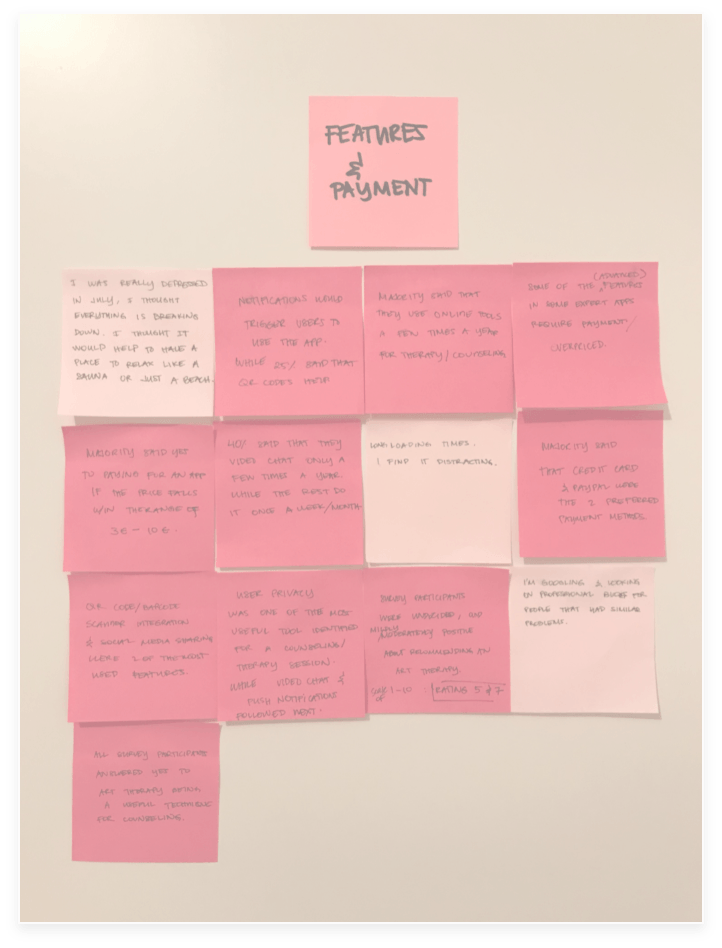 FEATURES
&
PAYMENT
I WAS REALLY DEPRESSED
IN JULY, I THOUGHT
EVERYTHING IS BREAKING
DOWN. I THOUGHT IT
WOULD HELP TO HAVE A
PLACE TO RELAX LIKE A
SAUNA OR JUST A BEACH.
NOTIFICATIONS WOULD
TRIGGER USERS TO
USE THE APP.
WHILE 25% SAID THAT
QR CODES HELP
MAJORITY SAID THAT
THEY USE ONLINE TOOLS
A FEW TIMES A YEAR
FOR THERAPY/COUNSELING
(ADVANCED)
SOME OF THE FEATURES
IN SOME EXPERT APPS
REQUIRE PAYMENT/
OVERPRICED.
MAJORITY SAID YES
TO PAYING FOR AN APP
IF THE PRICE FALLS
W/IN THE RANGE OF
3€ - 10€.
40% SAID THAT THEY
VIDEO CHAT ONLY A
FEW TIMES A YEAR
WHILE THE REST DO
IT ONCE A WEEK/MONTH.
LONG LOADING TIMES.
I FIND IT DISTRACTING.
MAJORITY SAID
THAT CREDIT CARD
& PAYPAL WERE
THE 2 PREFERRED
PAYMENT METHODS
QR CODE/BARCODE
SCANNER INTEGRATION
& SOCIAL MEDIA SHARING
WERE 2 OF THE MOST
USED FEATURES.
USER PRIVACY
WAS ONE OF THE MOST
USEFUL TOOL IDENTIFIED
FOR A COUNSELING/
THERAPY SESSION.
WHILE VIDEO CHAT &
PUSH NOTIFICATION
FOLLOWED NEXT.
SURVEY PARTICIPANTS
WERE UNDECIDED, UP
MILDLY
MODERATELY POSITIVE
ABOUT RECOMMENDING AN
ART THERAPY.
1-10 : RATING 5 & 7
OF
I'M GOOGLING & LOOKING
ON PROFESSIONAL BLOGS FOR
PEOPLE THAT HAD SIMILAR
PROBLEMS.
ALL SURVEY PARTICIPANTS
ANSWERED YES TO
ART THERAPY BEING
A USEFUL TECHNIQUE
FOR COUNSELING.